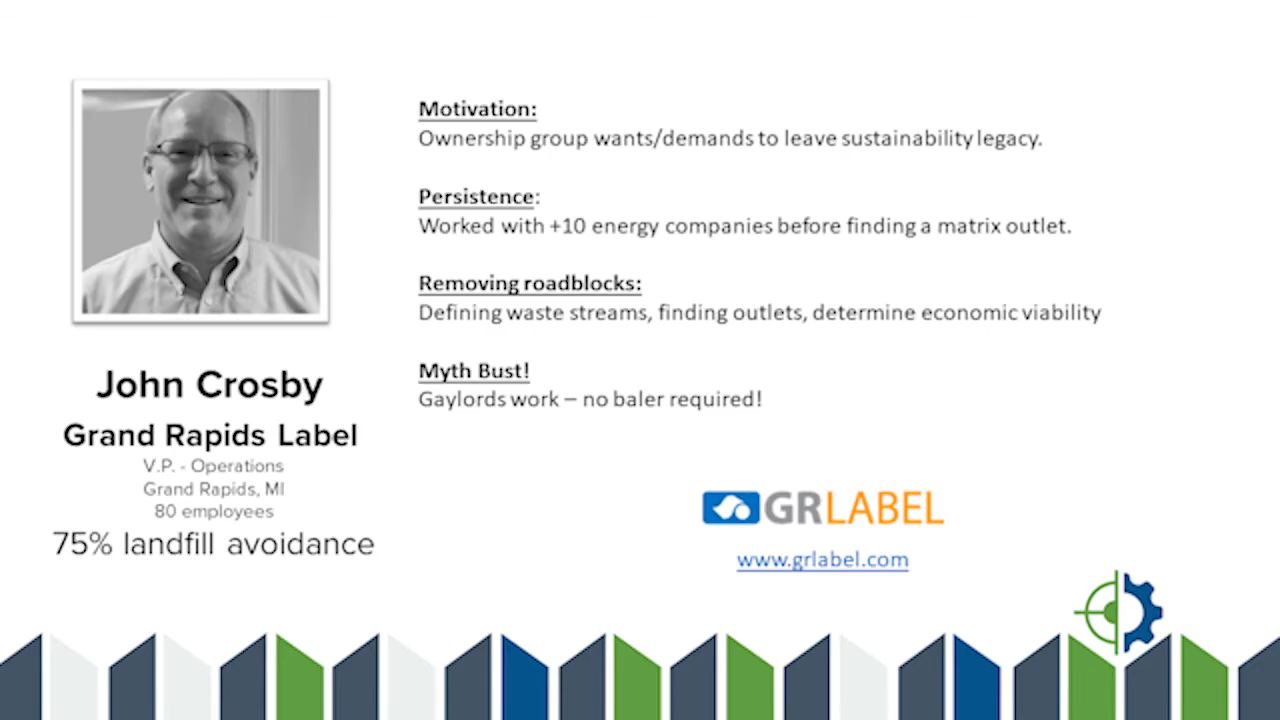 John Crosby
Grand Rapids Label
V.P. - Operations
Grand Rapids, MI
80 employees
75% landfill avoidance
Motivation:
Ownership group wants/demands to leave sustainability legacy.
Persistence:
Worked with +10 energy companies before finding a matrix outlet.
Removing roadblocks:
Defining waste streams, finding outlets, determine economic viability
Myth Bust!
Gaylords work – no baler required!
GRLABEL
www.grlabel.com